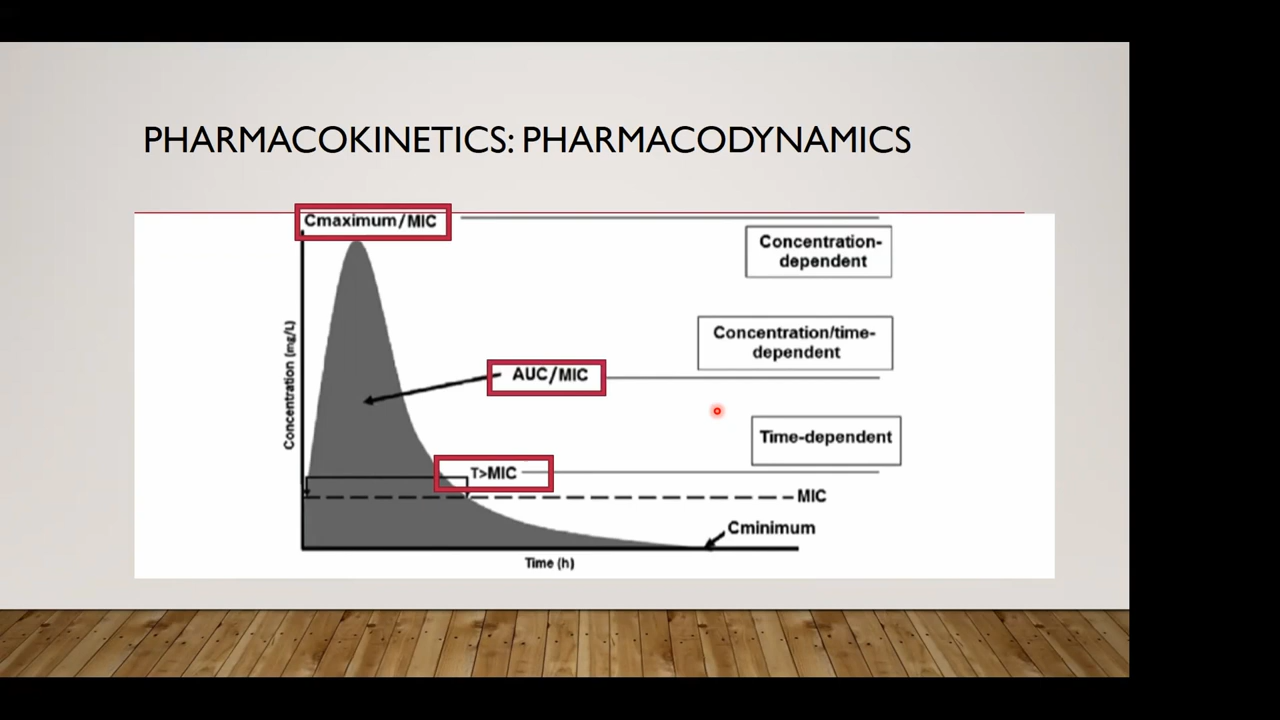 PHARMACOKINETICS: PHARMACODYNAMICS
Cmaximum/MIC
Concentration-
dependent
Concentration/time-
dependent
AUC/MIC
Concentration (mg/L)
Time-dependent
T>MIC
MIC
Cminimum
Time (h)